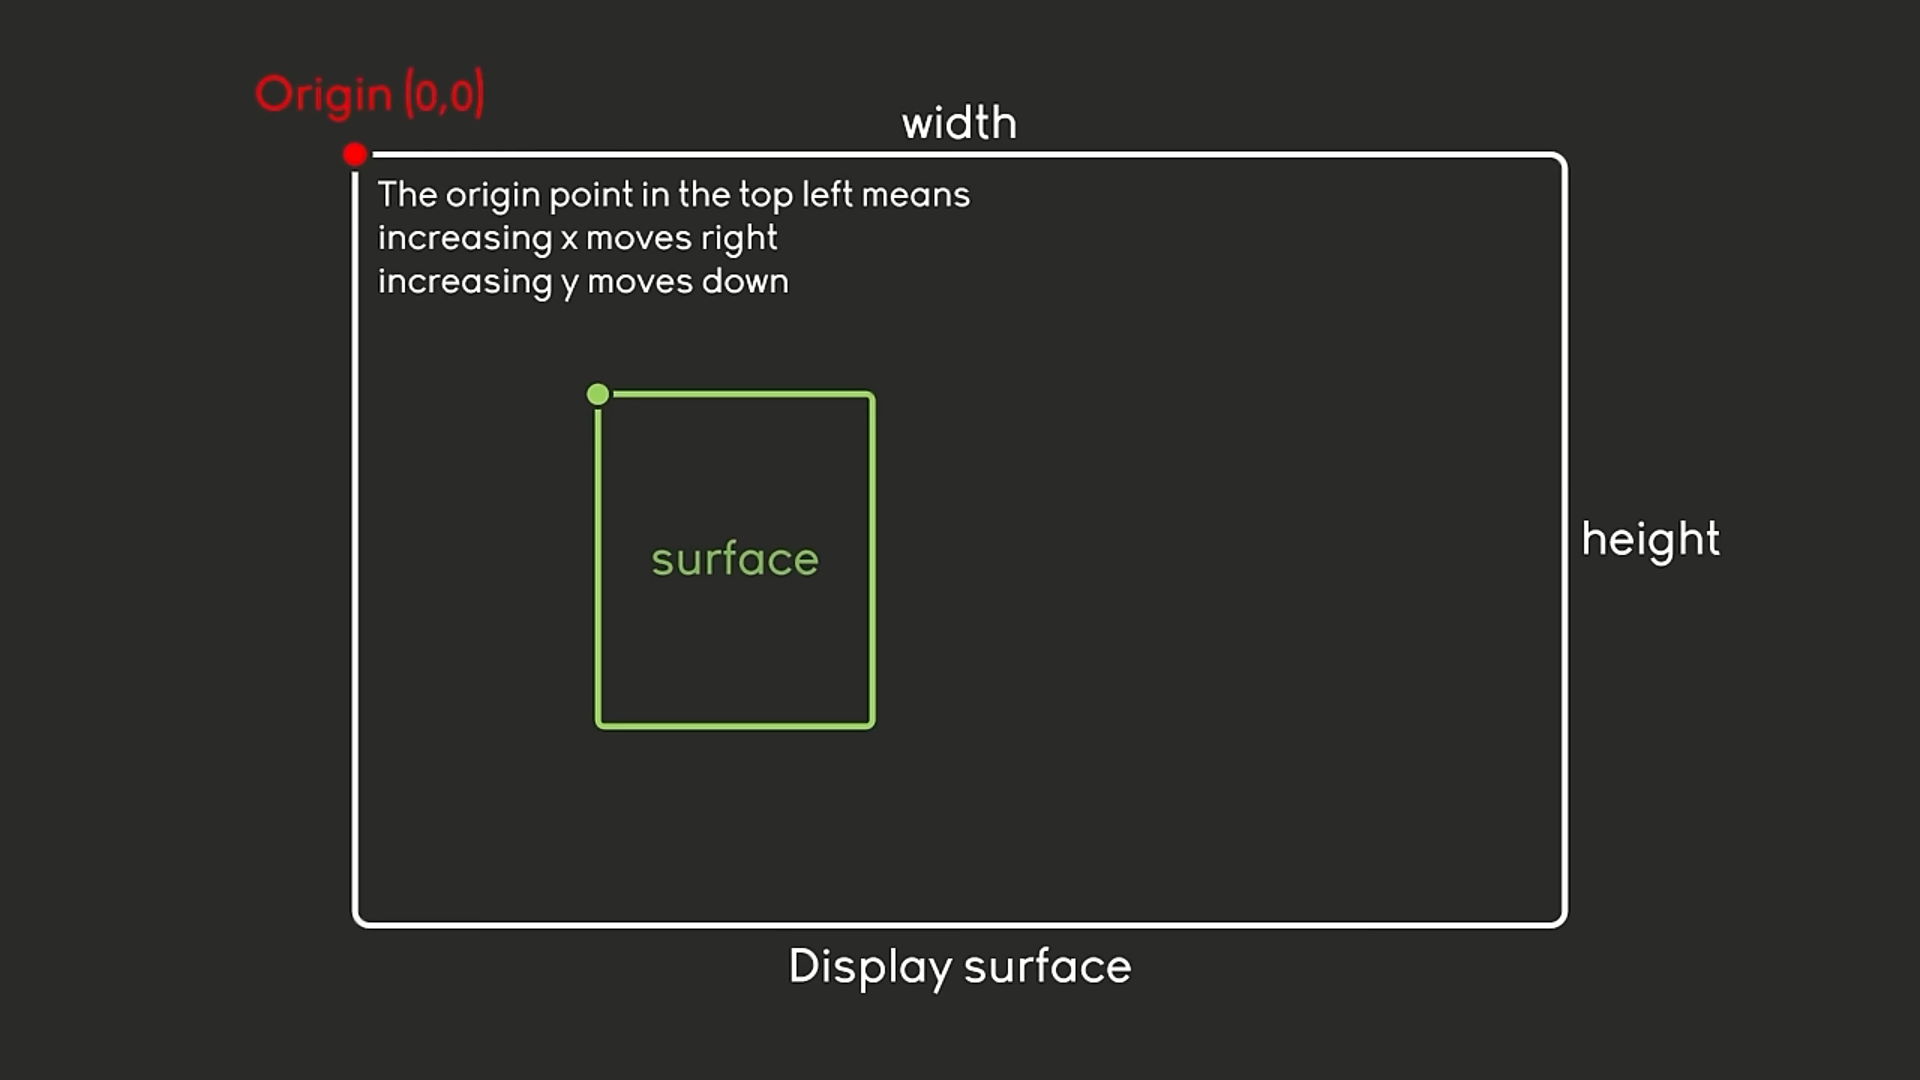 Origin (0,0)
width
The origin point in the top left means
increasing x moves right
increasing y moves down
surface
height
Display surface